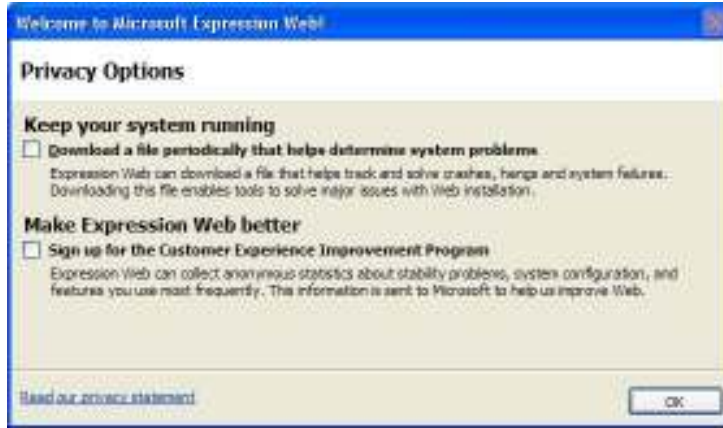 Welcome to Microsoft Expression Web!
Privacy Options
Keep your system running
Download a file periodically that helps determine system problems
Expression Web can download a file that helps track and solve crashes, hangs and system failures.
Downloading this file enables tools to solve major issues with Web installation.
Make Expression Web better
Sign up for the Customer Experience Improvement Program
Expression Web can collect anonymous statistics about stability problems, system configuration, and
features you use most frequently. This information is sent to Microsoft to help us improve Web.
Read our privacy statement
OK